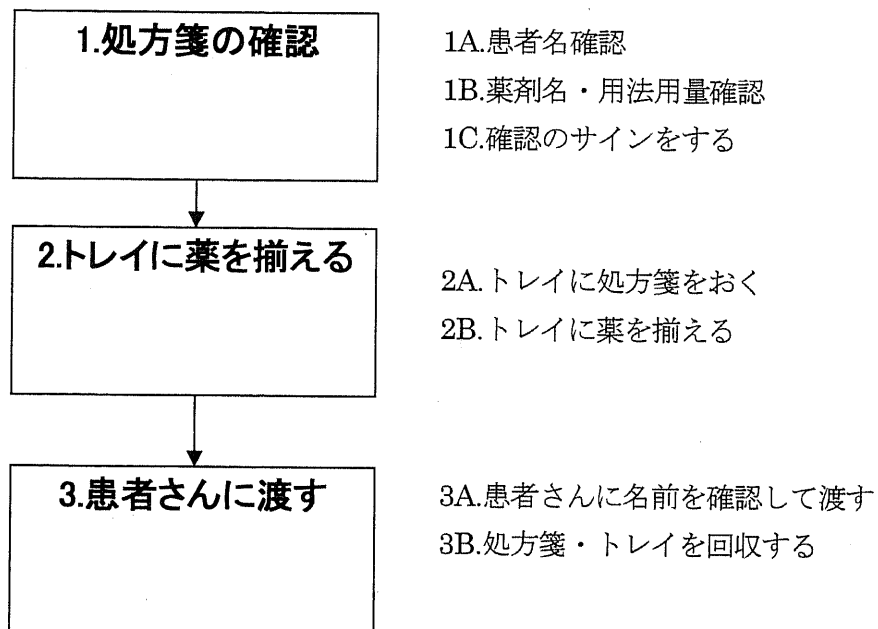 1.処方箋の確認
1A.患者名確認
1B.薬剤名・用法用量確認
1C.確認のサインをする
2.トレイに薬を揃える
2A.トレイに処方箋をおく
2B.トレイに薬を揃える
3.患者さんに渡す
3A.患者さんに名前を確認して渡す
3B.処方箋・トレイを回収する